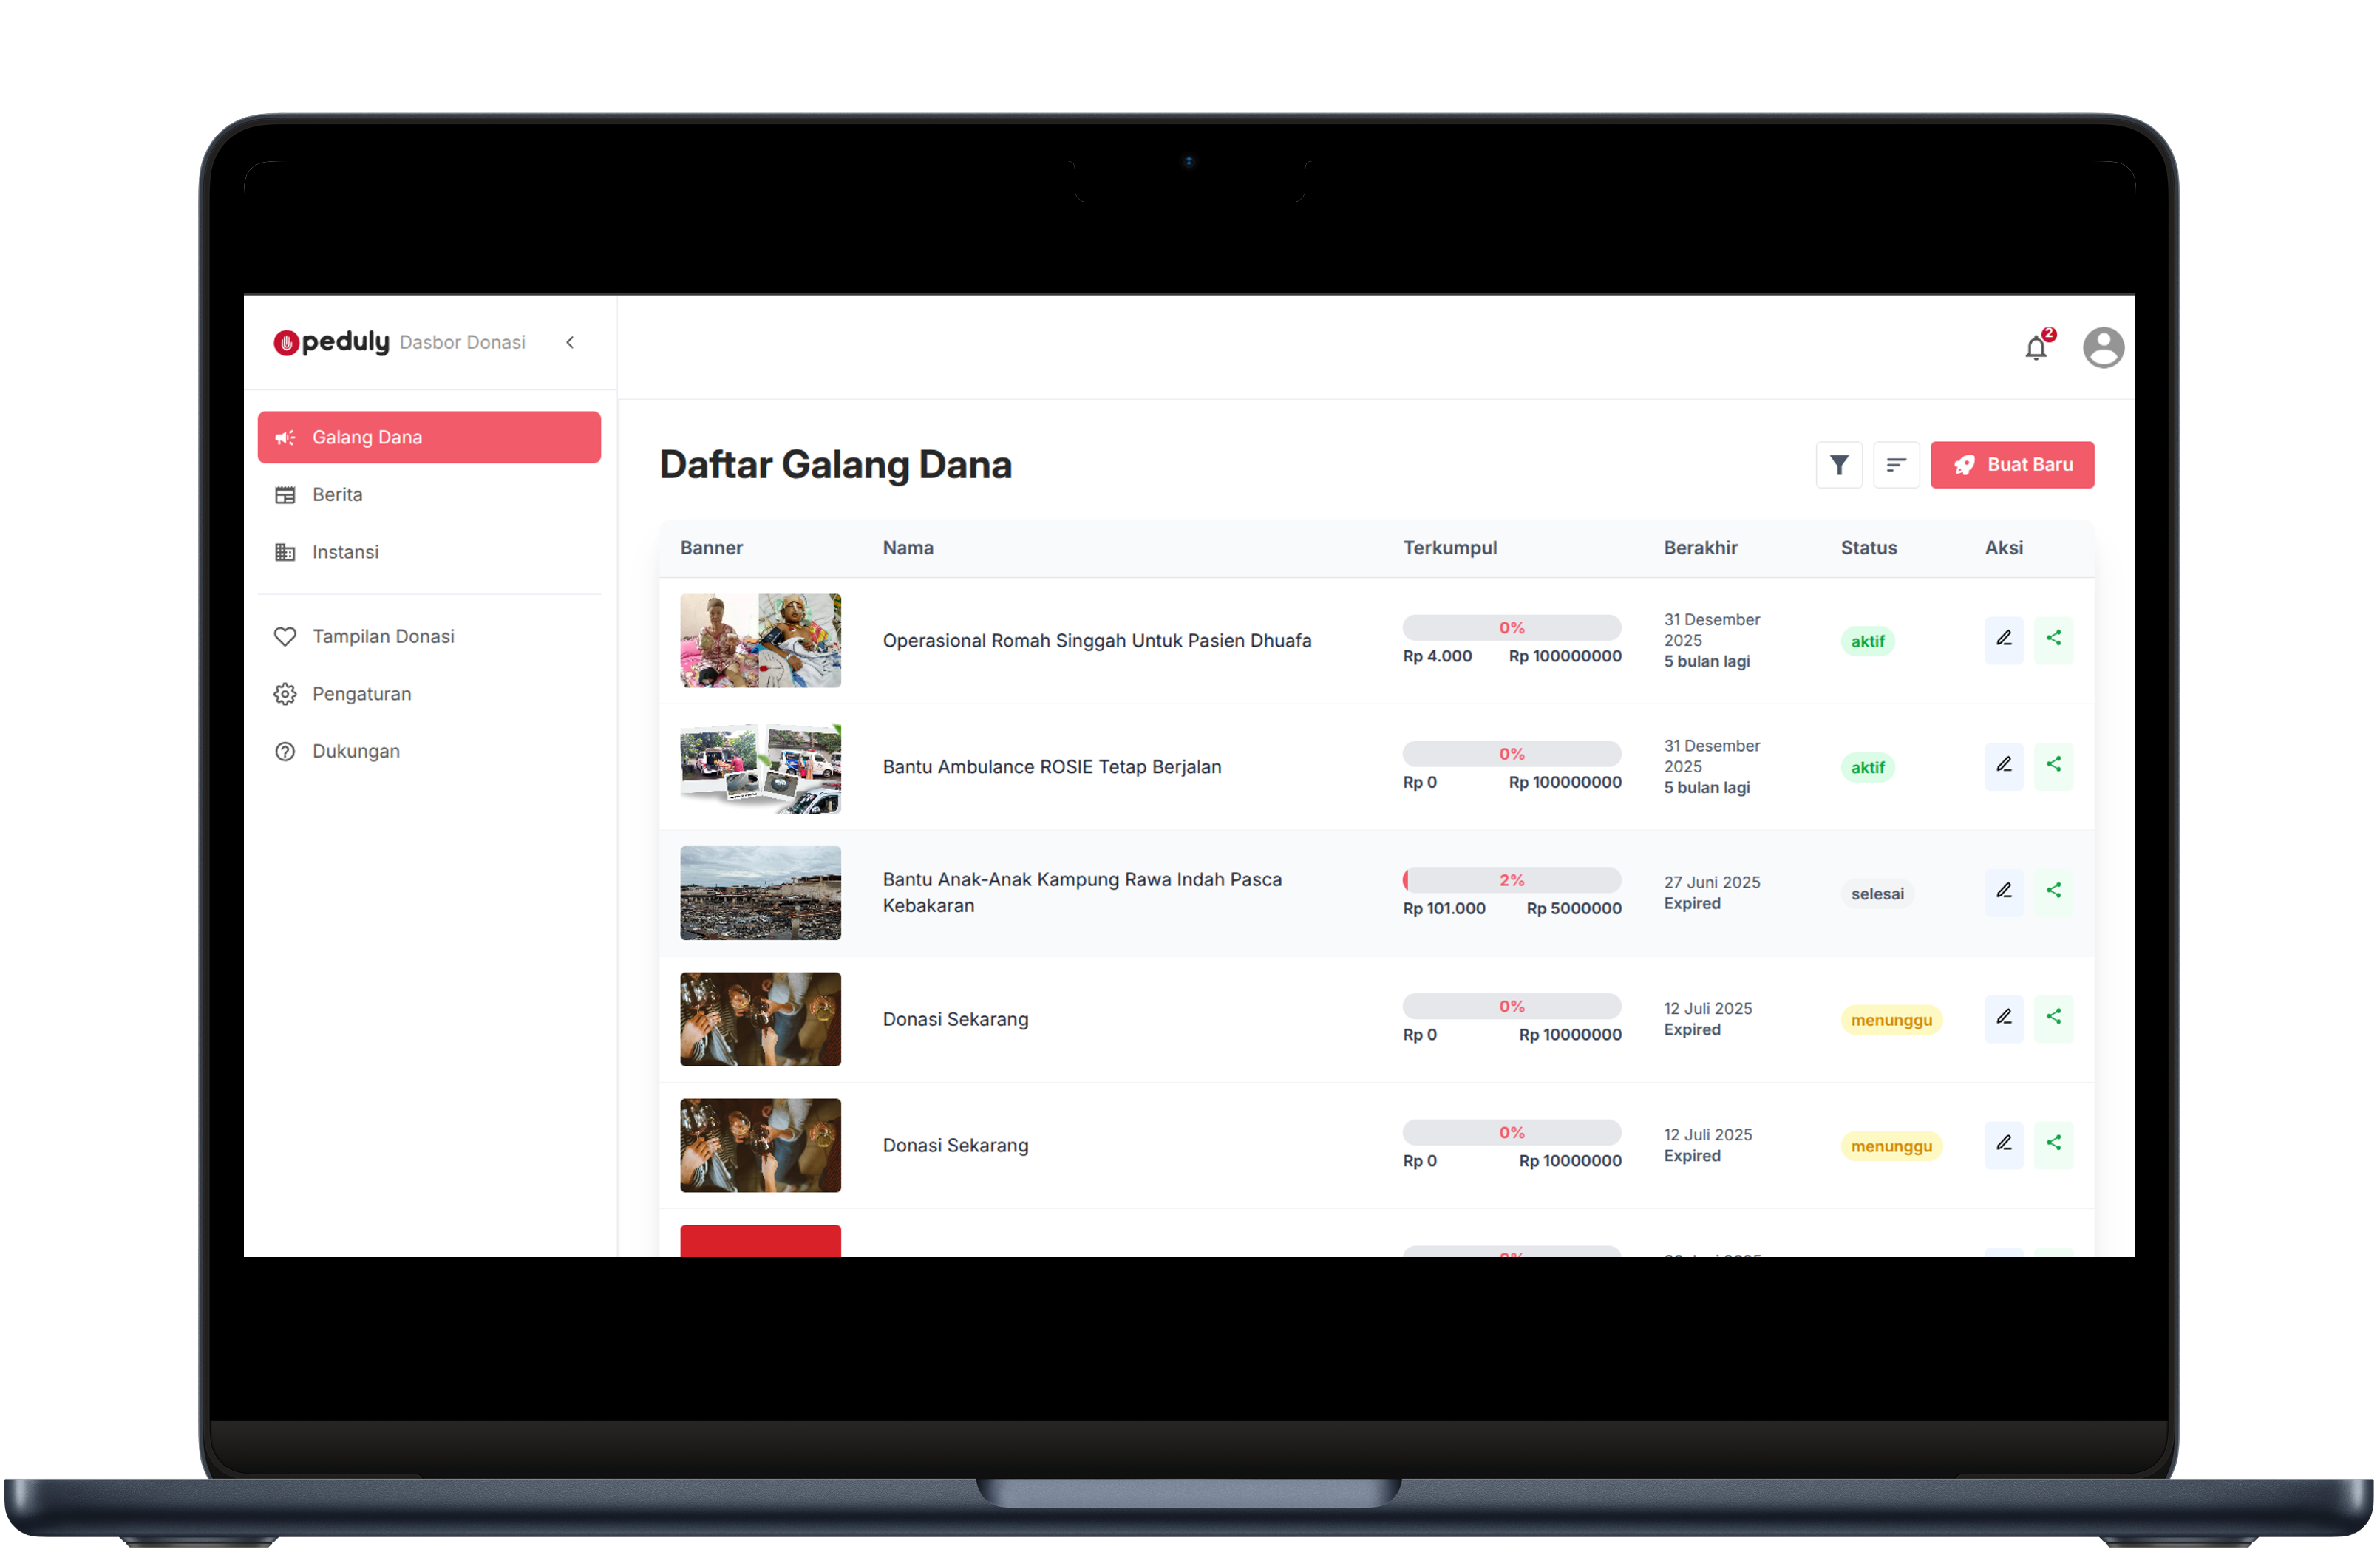 peduly Dasbor Donasi
2
Galang Dana
Berita
Instansi
Tampilan Donasi
Pengaturan
Dukungan
Daftar Galang Dana
Buat Baru
Banner Nama Terkumpul Berakhir Status Aksi
Operasional Romah Singgah Untuk Pasien Dhuafa
0%
Rp 4.000 Rp 100000000
31 Desember
2025
5 bulan lagi
aktif
Bantu Ambulance ROSIE Tetap Berjalan
0%
Rp 0 Rp 100000000
31 Desember
2025
5 bulan lagi
aktif
Bantu Anak-Anak Kampung Rawa Indah Pasca
Kebakaran
2%
Rp 101.000 Rp 5000000
27 Juni 2025
Expired
selesai
Donasi Sekarang
0%
Rp 0 Rp 10000000
12 Juli 2025
Expired
menunggu
Donasi Sekarang
0%
Rp 0 Rp 10000000
12 Juli 2025
Expired
menunggu